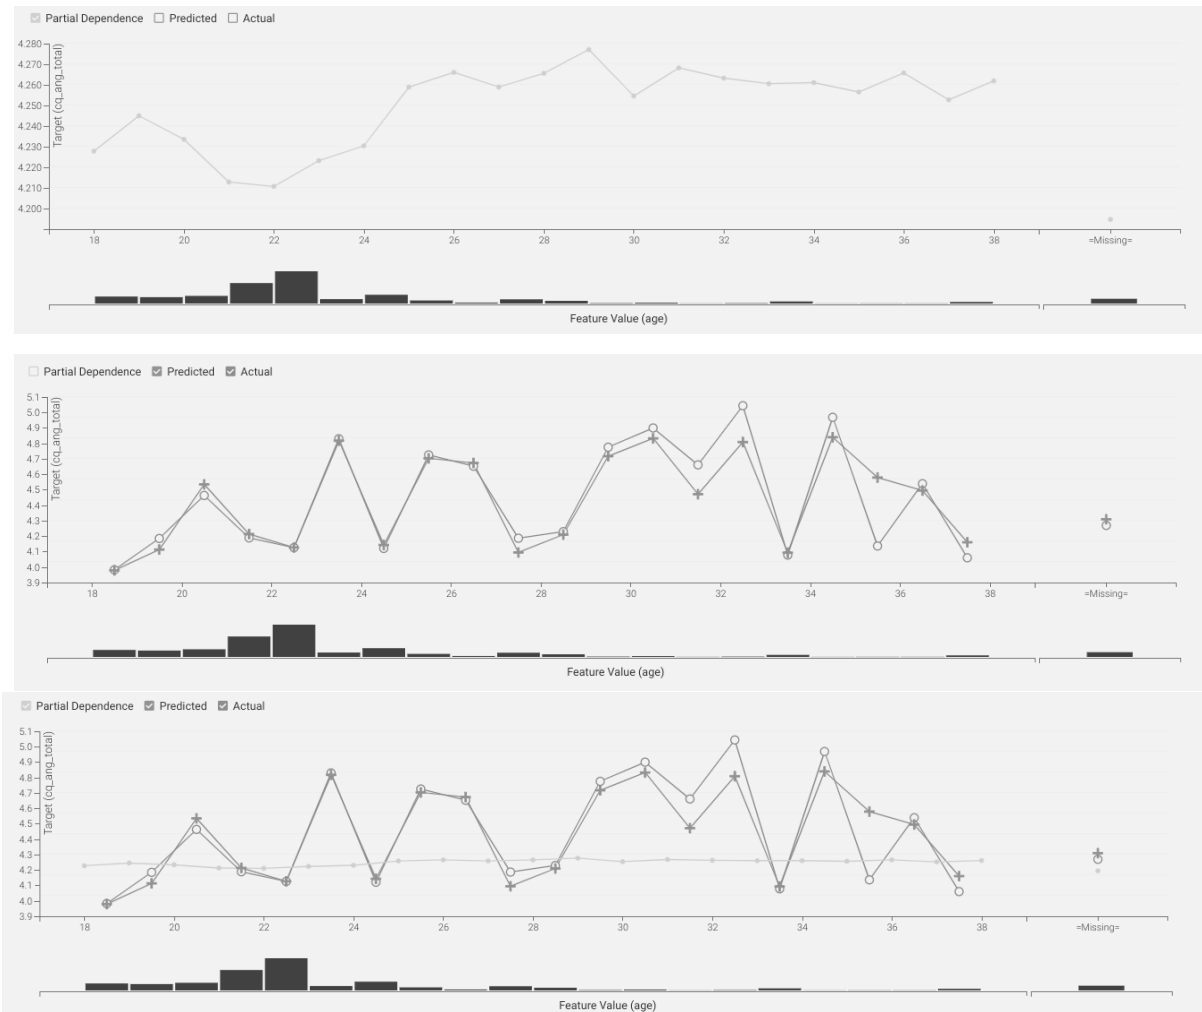 Partial Dependence Predicted Actual
Target (cq_ang_total)
4.280
4.270
4.260
4.250
4.240
4.230
4.220
4.210
4.200
18 20 22 24 26 28 30 32 34 36 38 =Missing=
Feature Value (age)
Partial Dependence Predicted Actual
Target (cq_ang_total)
5.1
5.0
4.9
4.8
4.7
4.6
4.5
4.4
4.3
4.2
4.1
4.0
3.9
18 20 22 24 26 28 30 32 34 36 38 =Missing=
Feature Value (age)
Partial Dependence Predicted Actual
Target (cq_ang_total)
5.1
5.0
4.9
4.8
4.7
4.6
4.5
4.4
4.3
4.2
4.1
4.0
3.9
18 20 22 24 26 28 30 32 34 36 38 =Missing=
Feature Value (age)